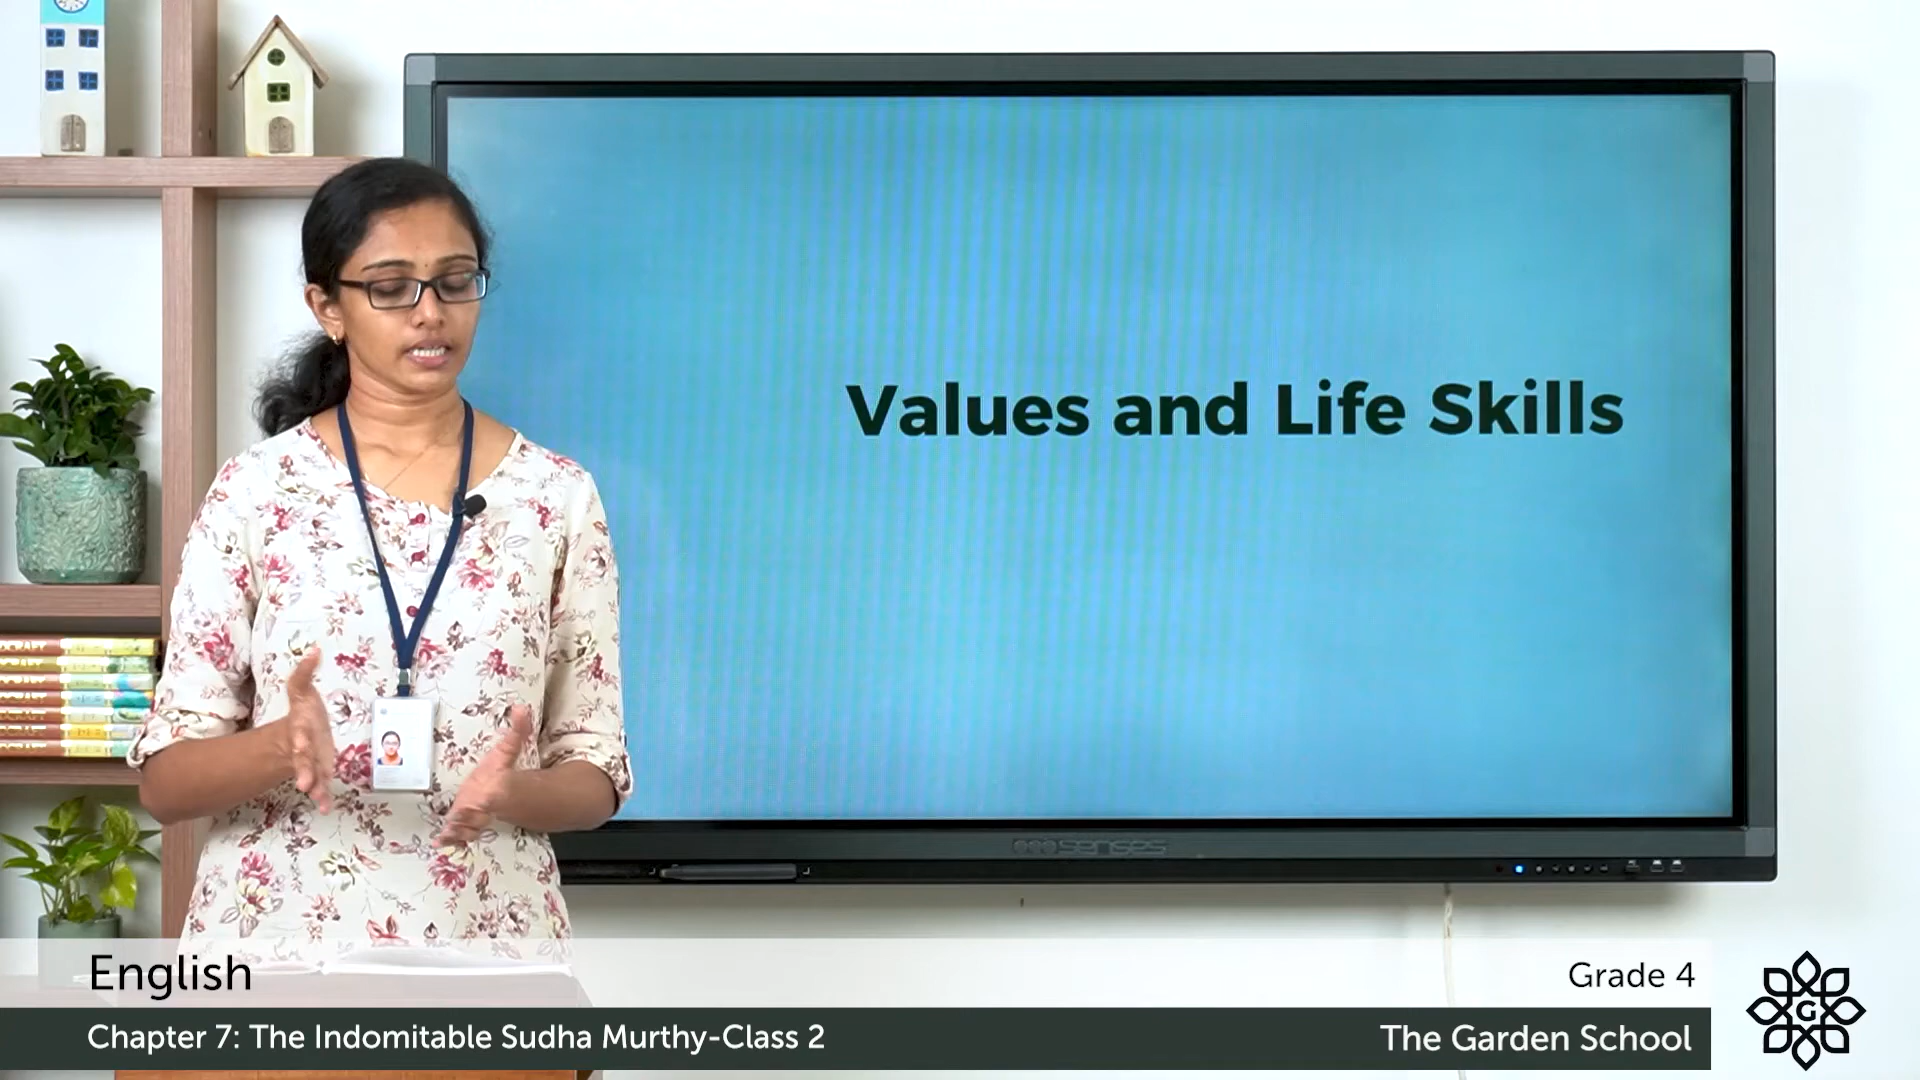 Values and Life Skills
English
Grade 4
Chapter 7: The Indomitable Sudha Murthy-Class 2
The Garden School
G